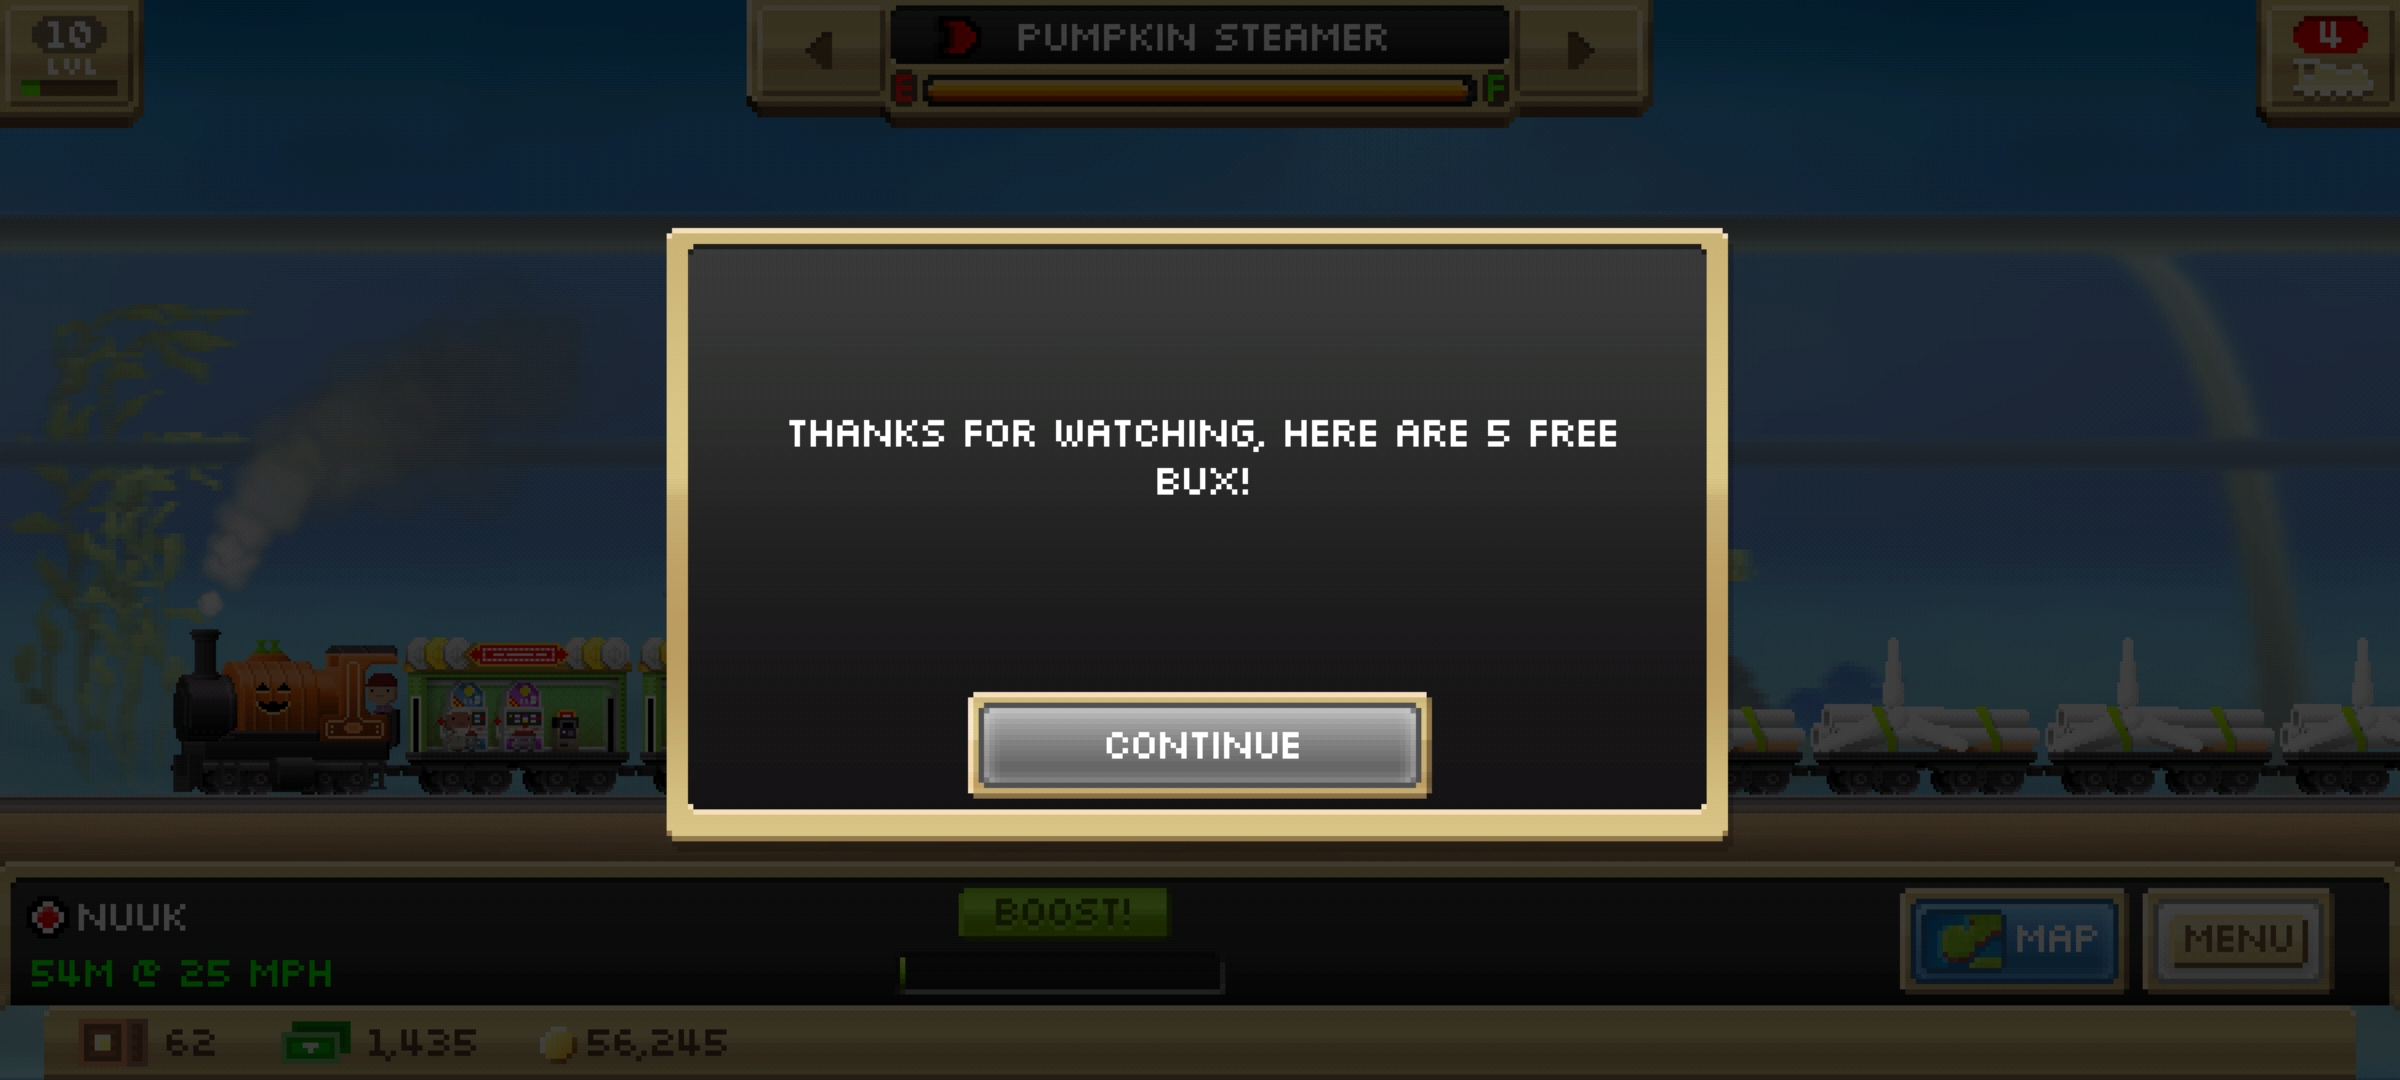 10
LVL
PUMPKIN STEAMER
E F
4
THANKS FOR WATCHING, HERE ARE 5 FREE
BUX!
CONTINUE
NUUK
54M @ 25 MPH
BOOST!
MAP
MENU
62 1,435 56,245